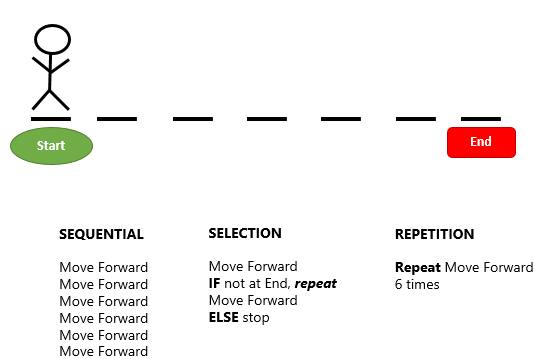 Start
End
SEQUENTIAL
Move Forward
Move Forward
Move Forward
Move Forward
Move Forward
Move Forward
SELECTION
Move Forward
IF not at End, repeat
Move Forward
ELSE stop
REPETITION
Repeat Move Forward
6 times